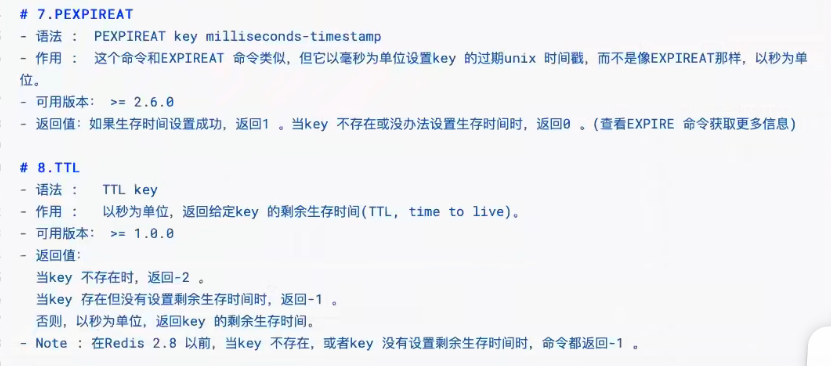 # 7.PEXPIREAT
- 语法 :  PEXPIREAT key milliseconds-timestamp
- 作用 :  这个命令和EXPIREAT 命令类似，但它以毫秒为单位设置key 的过期unix 时间戳，而不是像EXPIREAT那样，以秒为单
位。
- 可用版本： >= 2.6.0
- 返回值：如果生存时间设置成功，返回1 。当key 不存在或没办法设置生存时间时，返回0 。(查看EXPIRE 命令获取更多信息)
# 8.TTL
- 语法 :   TTL key
- 作用 :   以秒为单位，返回给定key 的剩余生存时间(TTL, time to live)。
- 可用版本： >= 1.0.0
- 返回值：
当key 不存在时，返回-2 。
当key 存在但没有设置剩余生存时间时，返回-1 。
否则，以秒为单位，返回key 的剩余生存时间。
- Note : 在Redis 2.8 以前，当key 不存在，或者key 没有设置剩余生存时间时，命令都返回-1 。